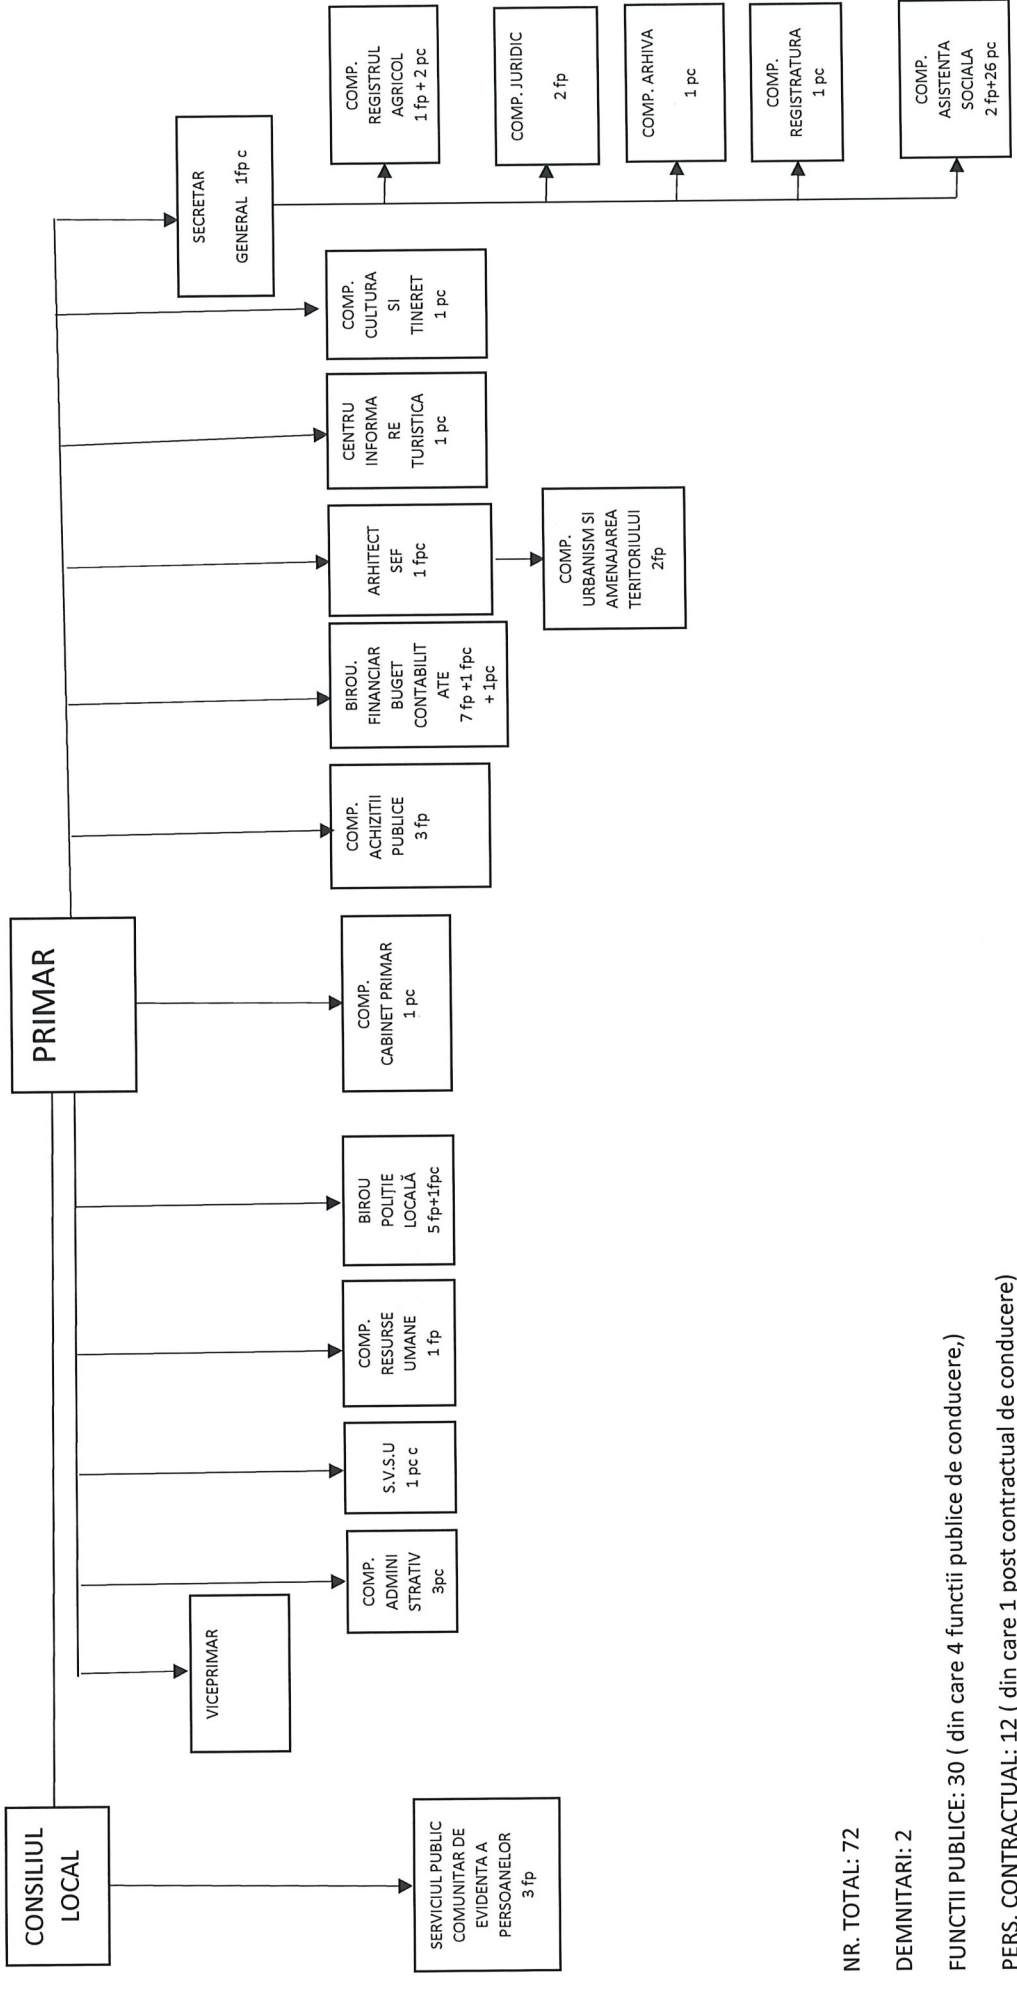 CONSILIUL
LOCAL
PRIMAR
SERVICIUL PUBLIC
COMUNITAR DE
EVIDENTA A
PERSOANELOR
3 fp
VICEPRIMAR
COMP.
ADMINI
STRATIV
3pc
S.V.S.U
1 pc c
COMP.
RESURSE
UMANE
1 fp
BIROU
POLIȚIE
LOCALĂ
5 fp+1fpc
COMP.
CABINET PRIMAR
1 pc
COMP.
ACHIZITII
PUBLICE
3 fp
BIROU.
FINANCIAR
BUGET
CONTABILIT
ATE
7 fp +1 fpc
+ 1pc
ARHITECT
SEF
1 fpc
COMP.
URBANISM SI
AMENAJAREA
TERITORIULUI
2fp
CENTRU
INFORMA
RE
TURISTICA
1 pc
COMP.
CULTURA
SI
TINERET
1 pc
SECRETAR
GENERAL 1fp c
COMP.
REGISTRUL
AGRICOL
1 fp + 2 pc
COMP. JURIDIC
2 fp
COMP. ARHIVA
1 pc
COMP.
REGISTRATURA
1 pc
COMP.
ASISTENTA
SOCIALA
2 fp+26 pc
NR. TOTAL: 72
DEMNITARI: 2
FUNCTII PUBLICE: 30 ( din care 4 functii publice de conducere,)
PERS. CONTRACTUAL: 12 ( din care 1 post contractual de conducere)